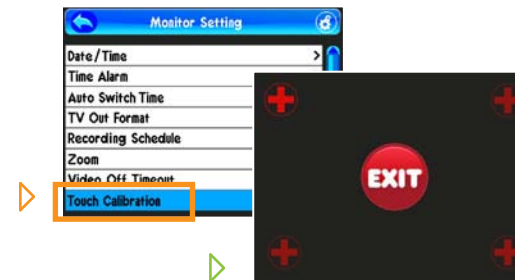 Monitor Setting
Date/Time >
Time Alarm
Auto Switch Time
TV Out Format
Recording Schedule
Zoom
Video Off Timeout
Touch Calibration
EXIT